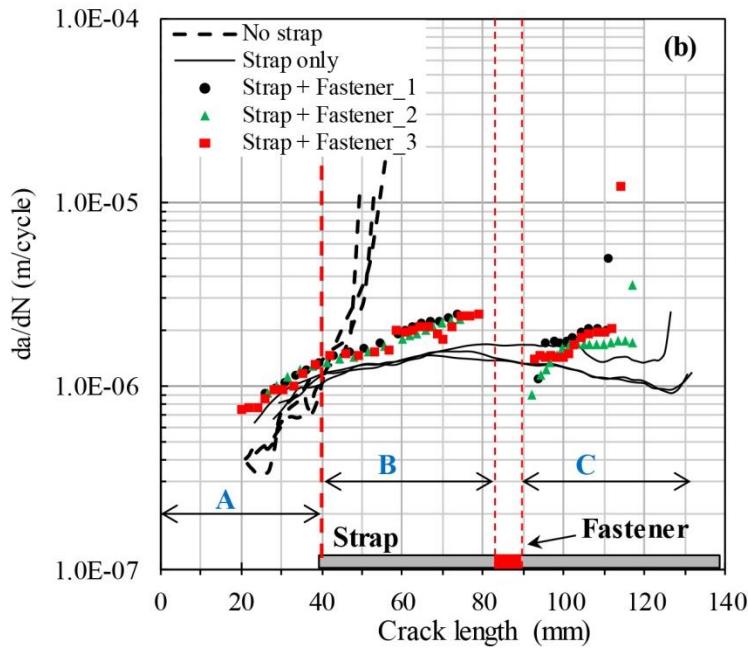 1.0E-04
No strap
(b)
Strap only
Strap + Fastener_1
Strap + Fastener_2
Strap + Fastener_3
1.0E-05
da/dN (m/cycle)
1.0E-06
A
B
C
Strap
Fastener
1.0E-07
0 20 40 60 80 100 120 140
Crack length (mm)